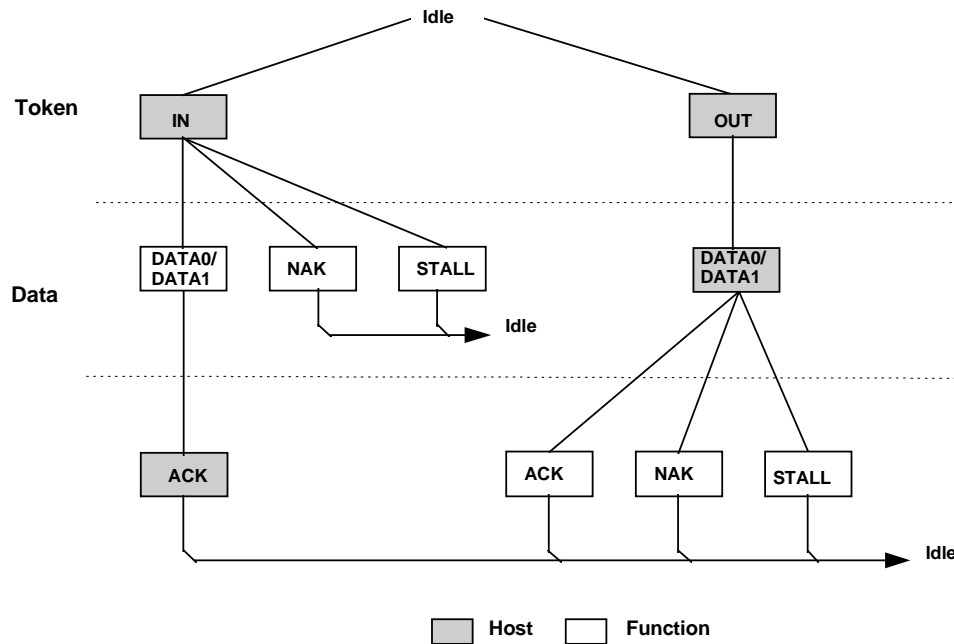 Idle
Token
IN
OUT
DATA0/
DATA1
NAK
STALL
DATA0/
DATA1
Data
Idle
ACK
ACK
NAK
STALL
Idle
Host
Function